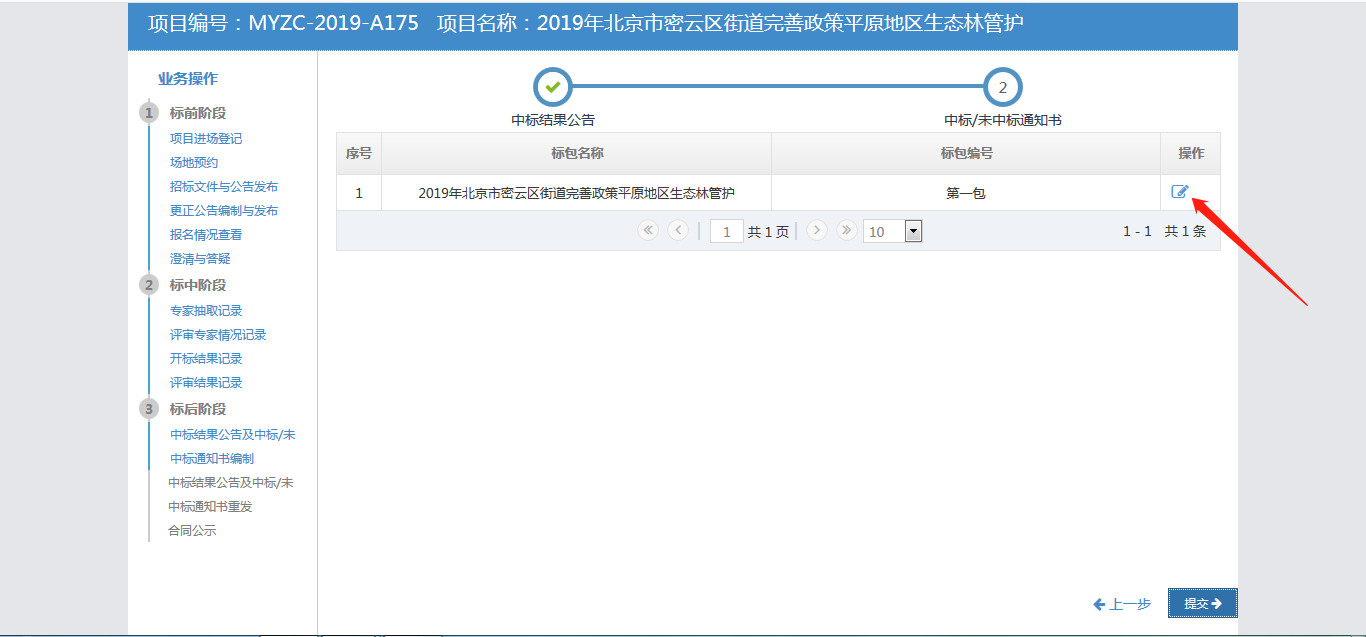 项目编号：MYZC-2019-A175 项目名称：2019年北京市密云区街道完善政策平原地区生态林管护
业务操作
1 标前阶段
项目进场登记
场地预约
招标文件与公告发布
更正公告编制与发布
报名情况查看
澄清与答疑
2 标中阶段
专家抽取记录
评审专家情况记录
开标结果记录
评审结果记录
3 标后阶段
中标结果公告及中标/未
中标通知书编制
中标结果公告及中标/未
中标通知书重发
合同公示
2
中标结果公告 中标/未中标通知书
序号 标包名称 标包编号 操作
1 2019年北京市密云区街道完善政策平原地区生态林管护 第一包
1 共 1 页 10 1 - 1 共 1 条
上一步 提交